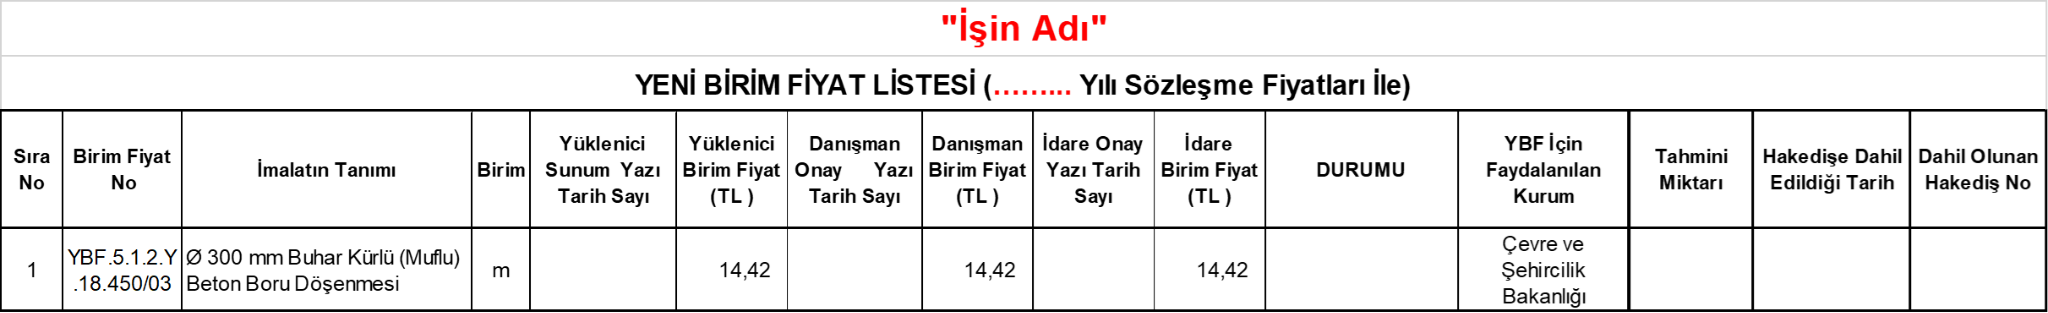 "İşin Adı"
YENİ BİRİM FİYAT LİSTESİ (……... Yılı Sözleşme Fiyatları İle)
Sıra
No
Birim Fiyat
No
İmalatın Tanımı
Birim
Yüklenici
Sunum Yazı
Tarih Sayı
Yüklenici
Birim Fiyat
(TL )
Danışman
Onay Yazı
Tarih Sayı
Danışman
Birim Fiyat
(TL )
İdare Onay
Yazı Tarih
Sayı
İdare
Birim Fiyat
(TL )
DURUMU
YBF İçin
Faydalanılan
Kurum
Tahmini
Miktarı
Hakedişe Dahil
Edildiği Tarih
Dahil Olunan
Hakediş No
1
YBF.5.1.2.Y
.18.450/03
Ø 300 mm Buhar Kürlü (Muflu)
Beton Boru Döşenmesi
m
14,42
14,42
14,42
Çevre ve
Şehircilik
Bakanlığı